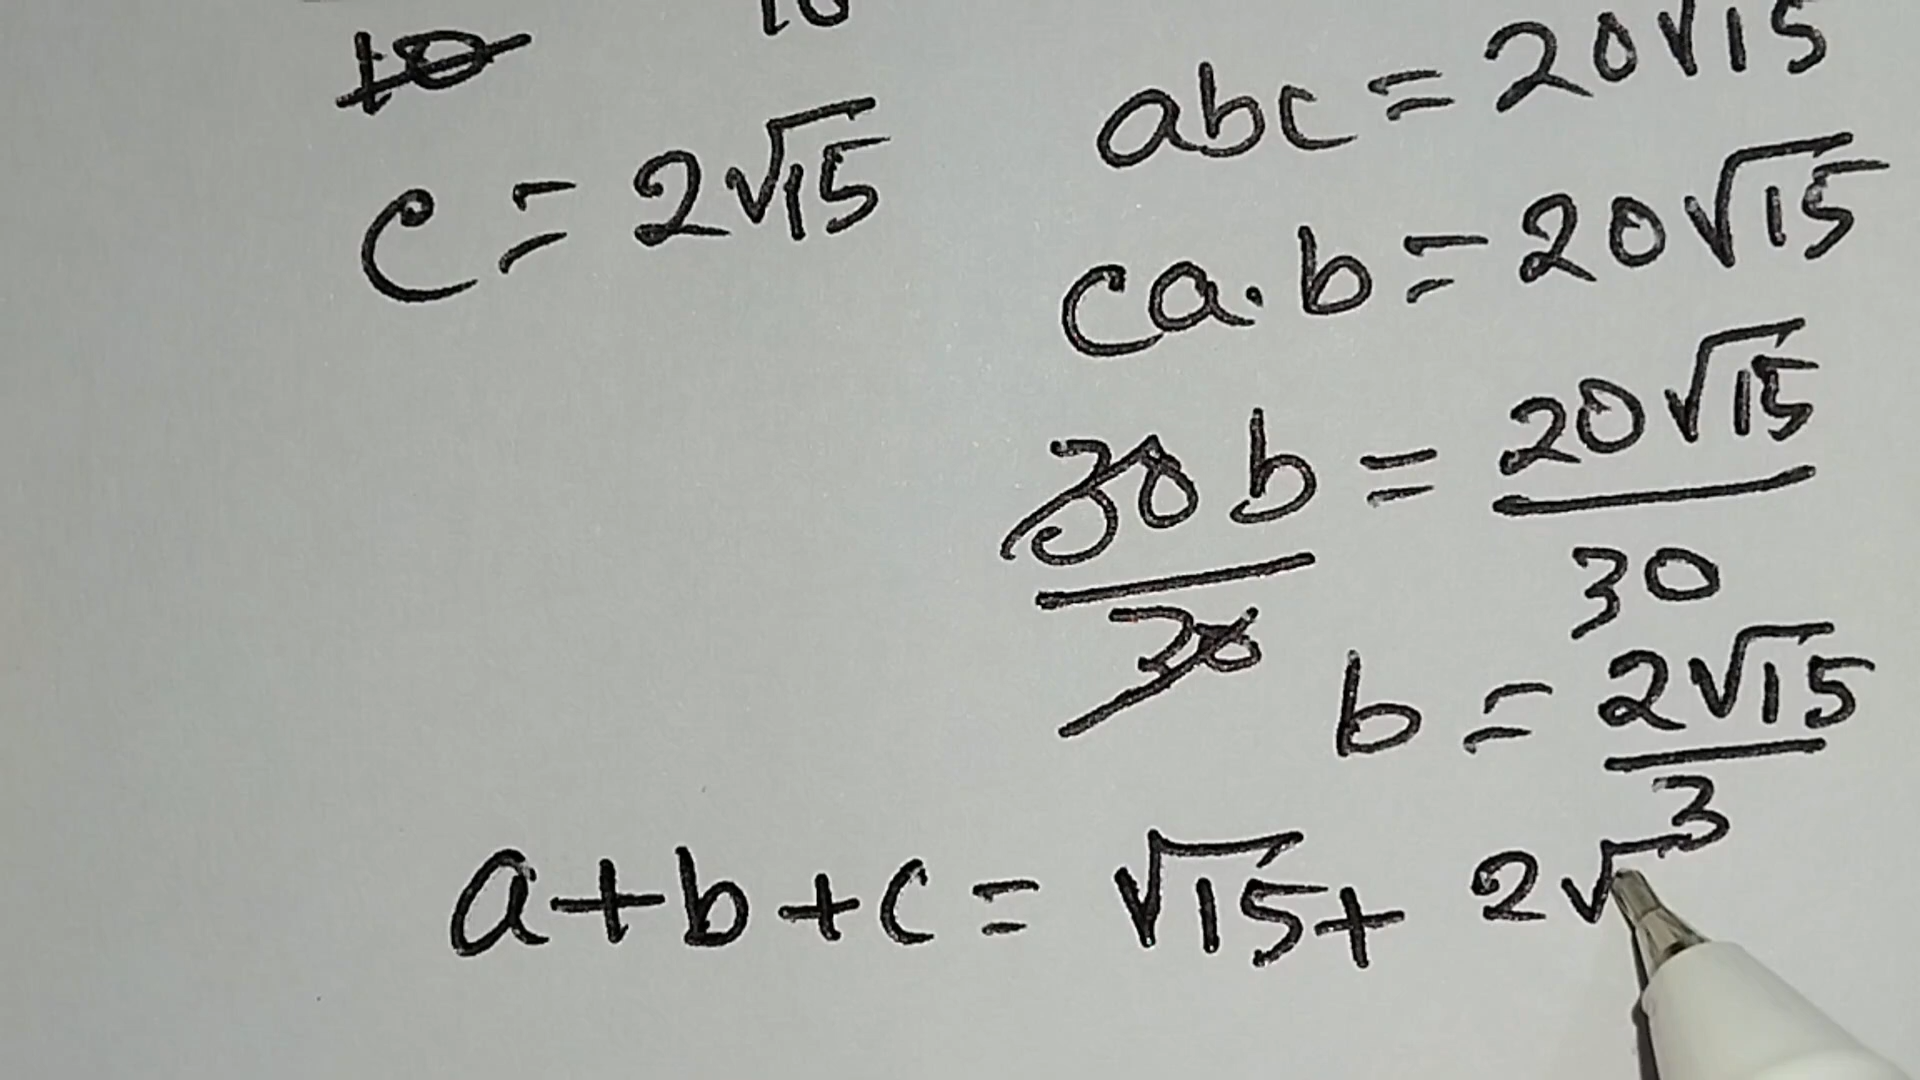 10
c = 2√15
abc = 20√15
ca.b = 20√15
30b/30 = 20√15/30
b = 2√15/3
a+b+c = √15+ 2√